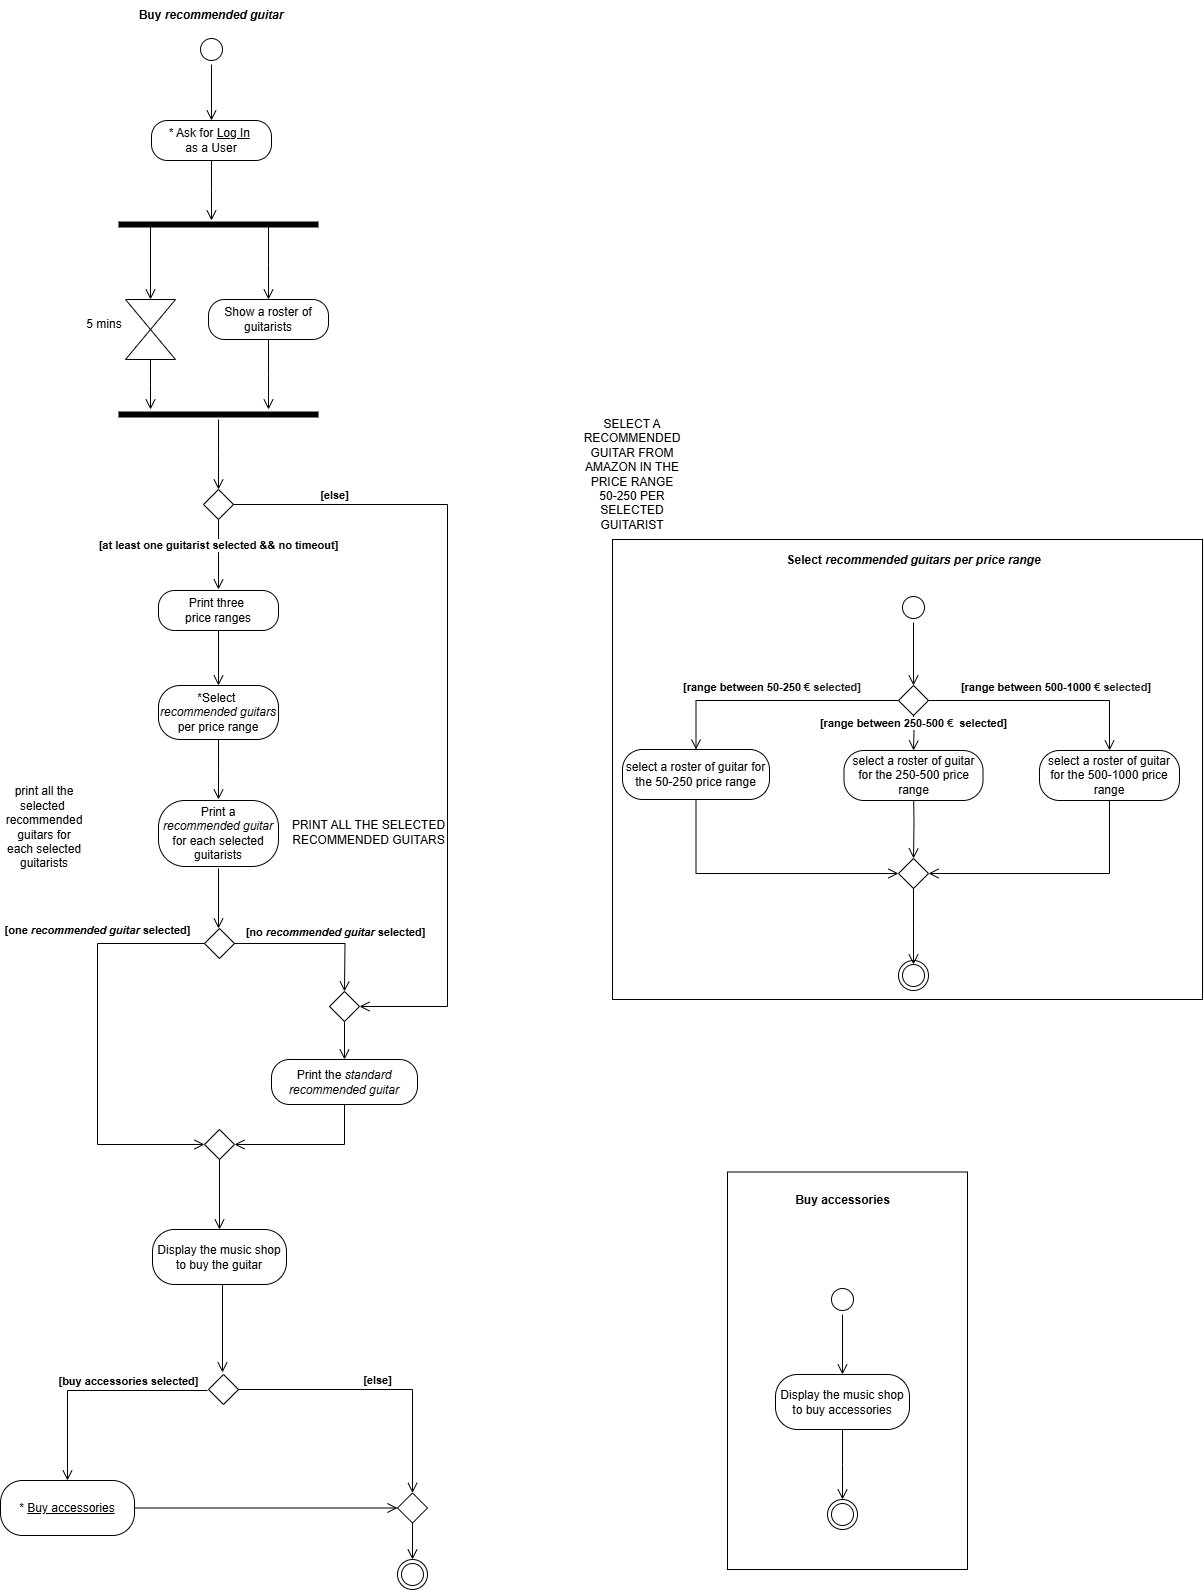 Buy recommended guitar
* Ask for Log In
as a User
5 mins
Show a roster of
guitarists
[else]
[at least one guitarist selected && no timeout]
Print three
price ranges
*Select
recommended guitars
per price range
print all the
selected
recommended
guitars for
each selected
guitarists
Print a
recommended guitar
for each selected
guitarists
PRINT ALL THE SELECTED
RECOMMENDED GUITARS
[one recommended guitar selected]
[no recommended guitar selected]
Print the standard
recommended guitar
Display the music shop
to buy the guitar
[buy accessories selected]
[else]
* Buy accessories
SELECT A
RECOMMENDED
GUITAR FROM
AMAZON IN THE
PRICE RANGE
50-250 PER
SELECTED
GUITARIST
Select recommended guitars per price range
[range between 50-250 € selected]
[range between 500-1000 € selected]
[range between 250-500 € selected]
select a roster of guitar for
the 50-250 price range
select a roster of guitar
for the 250-500 price
range
select a roster of guitar
for the 500-1000 price
range
Buy accessories
Display the music shop
to buy accessories